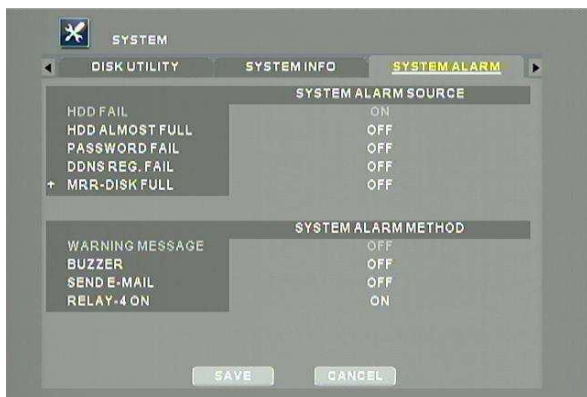 SYSTEM
DISK UTILITY SYSTEM INFO SYSTEM ALARM
SYSTEM ALARM SOURCE
HDD FAIL ON
HDD ALMOST FULL OFF
PASSWORD FAIL OFF
DDNS REG. FAIL OFF
+ MRR-DISK FULL OFF
SYSTEM ALARM METHOD
WARNING MESSAGE OFF
BUZZER OFF
SEND E-MAIL OFF
RELAY-4 ON ON
SAVE CANCEL